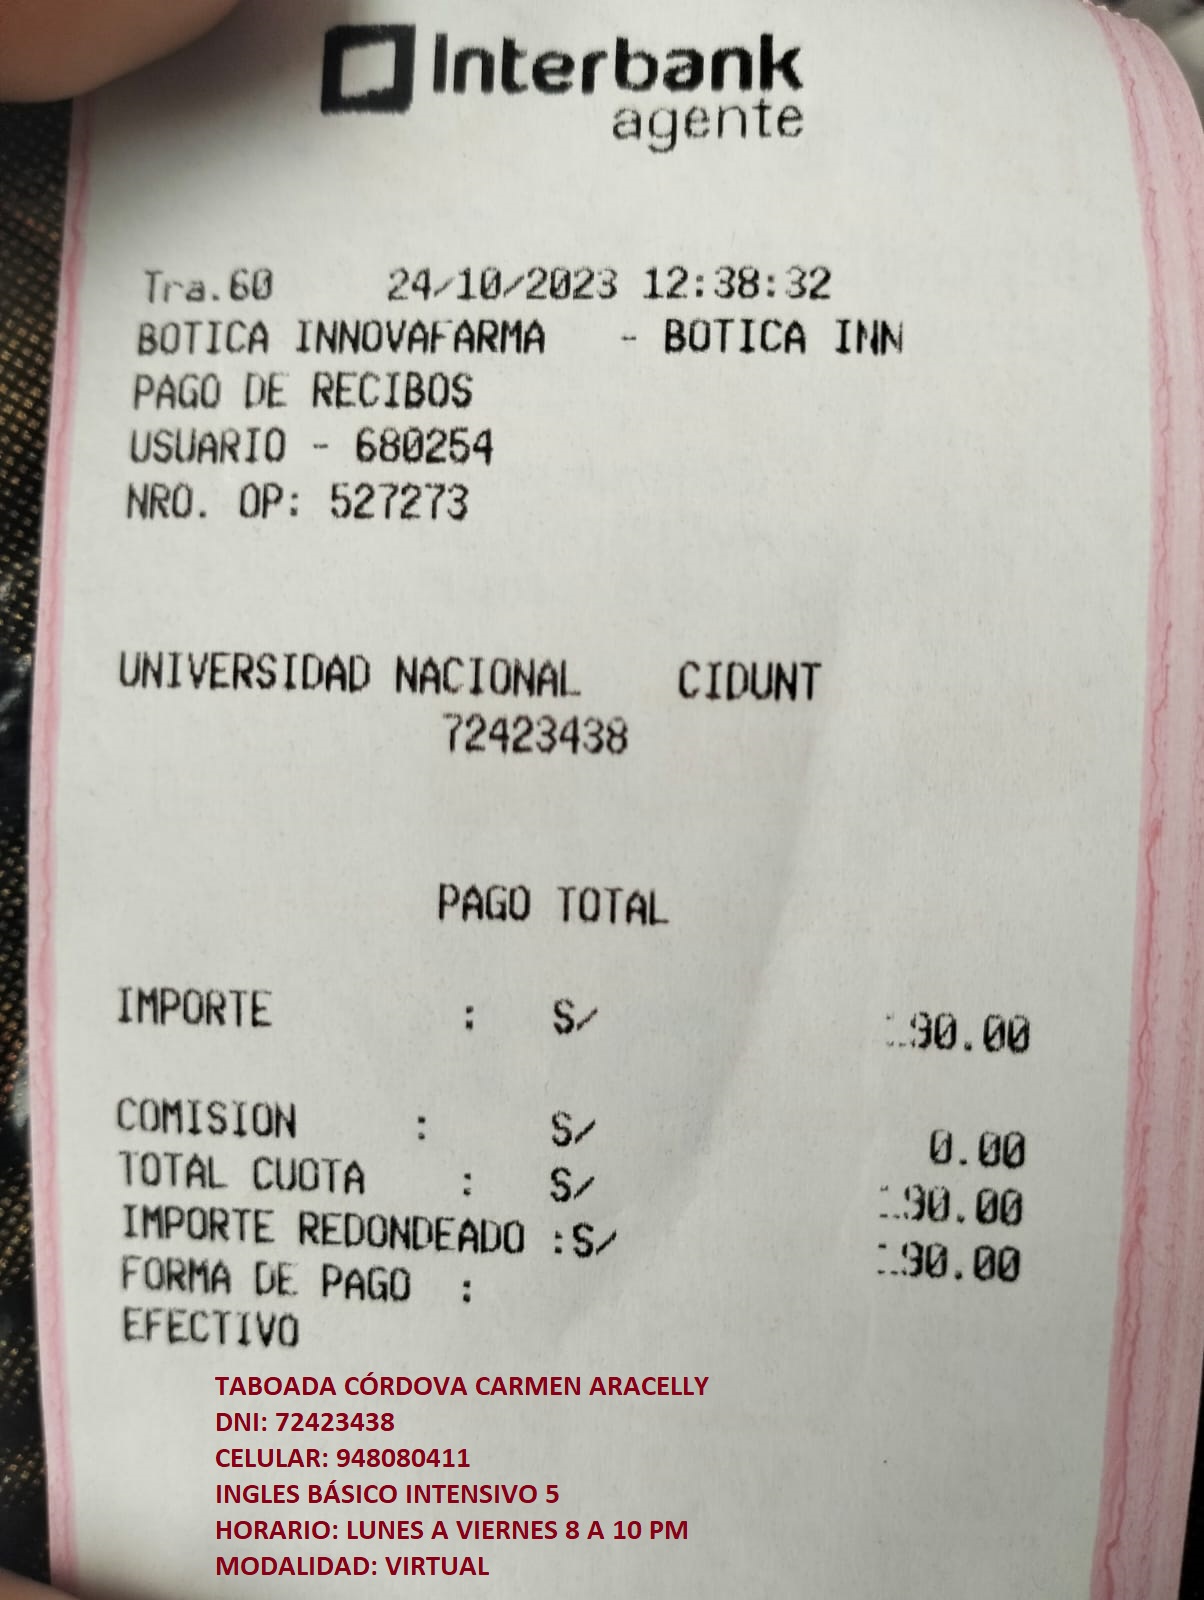 Interbank
agente
Tra.60 24/10/2023 12:38:32
BOTICA INNOVAFARMA - BOTICA INN
PAGO DE RECIBOS
USUARIO - 680254
NRO. OP: 527273
UNIVERSIDAD NACIONAL CIDUNT
72423438
PAGO TOTAL
IMPORTE : S/
COMISION : S/ 0.00
TOTAL CUOTA : S/
IMPORTE REDONDEADO :S/
FORMA DE PAGO :
EFECTIVO
TABOADA CÓRDOVA CARMEN ARACELLY
DNI: 72423438
CELULAR: 948080411
INGLES BÁSICO INTENSIVO 5
HORARIO: LUNES A VIERNES 8 A 10 PM
MODALIDAD: VIRTUAL